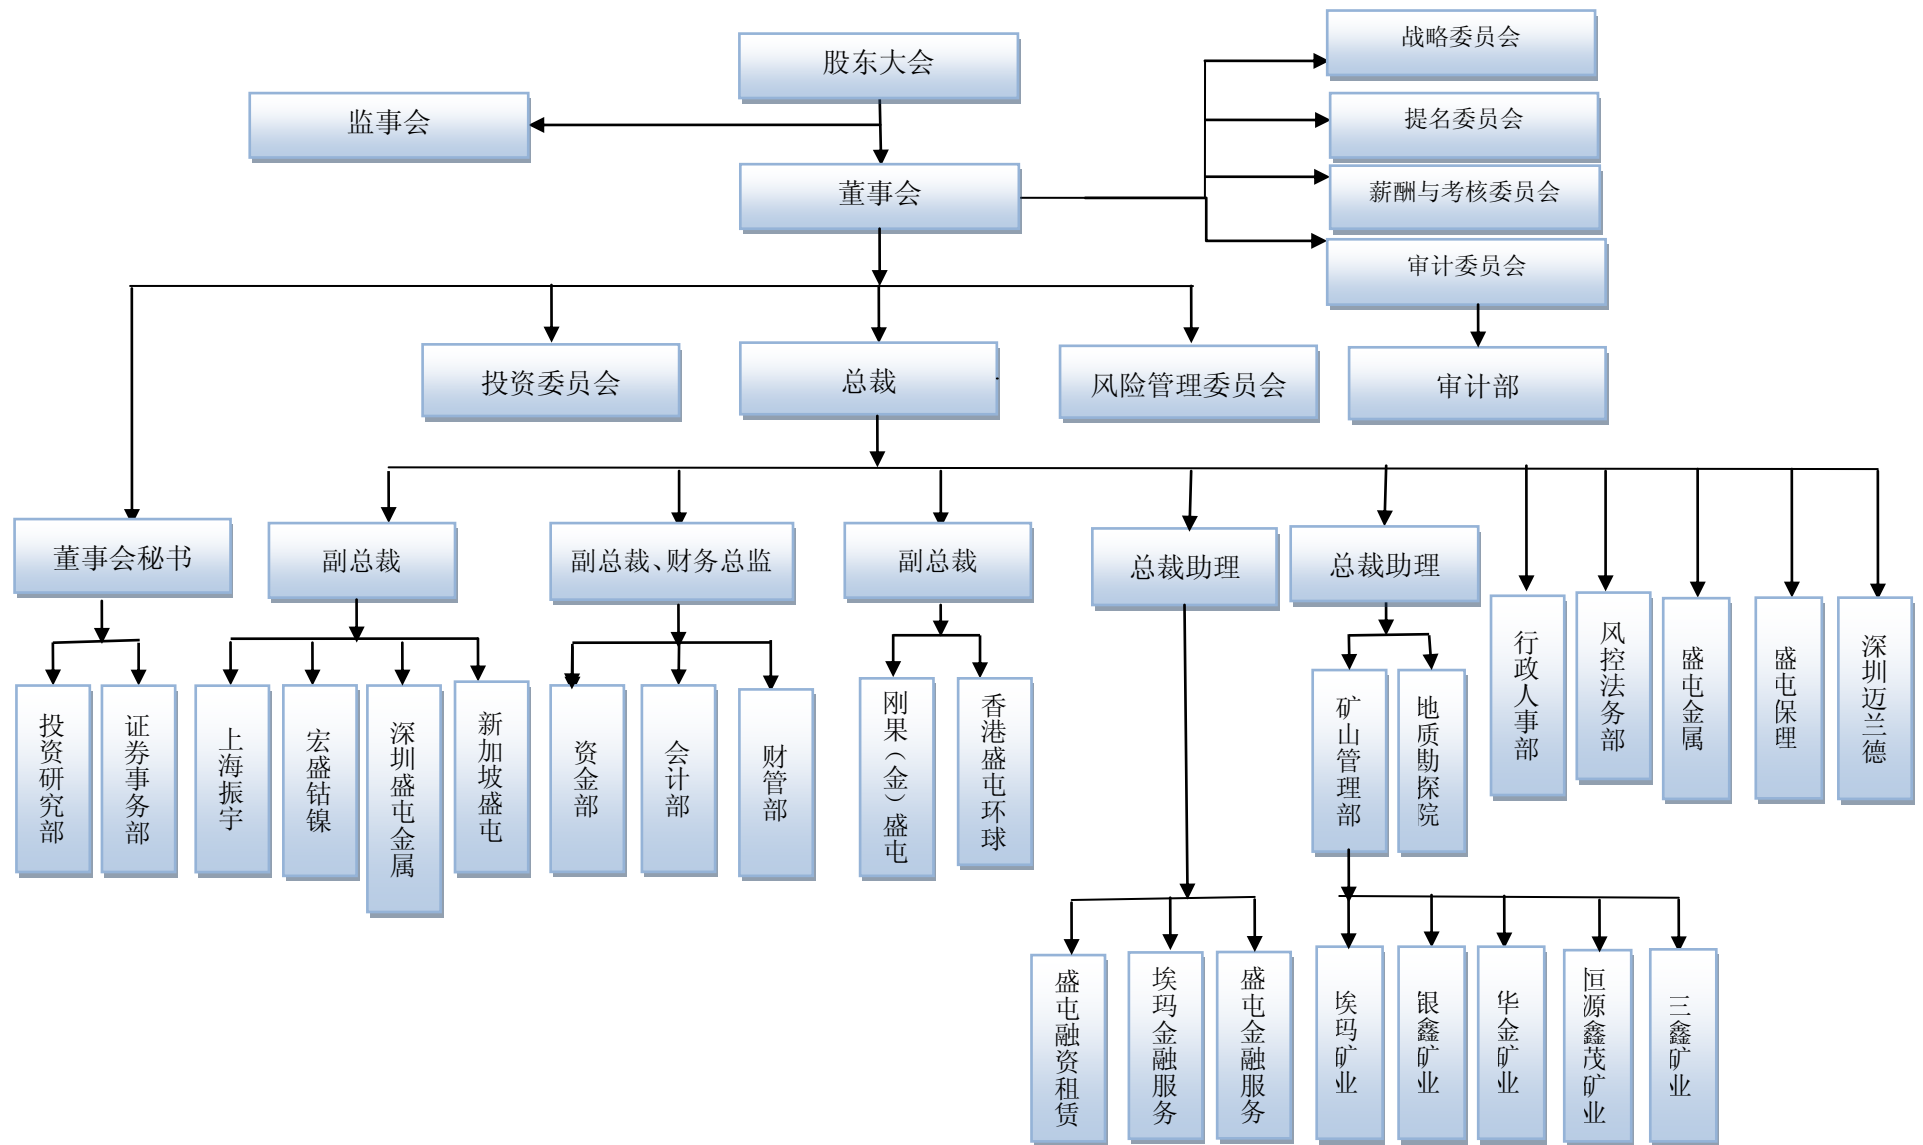 股东大会
战略委员会
监事会
提名委员会
董事会
薪酬与考核委员会
审计委员会
投资委员会
总裁
风险管理委员会
审计部
董事会秘书
副总裁
副总裁、财务总监
副总裁
总裁助理
总裁助理
行政人事部
风控法务部
盛屯金属
盛屯保理
深圳迈兰德
投资研究部
证券事务部
上海振宇
宏盛钴镍
深圳盛屯金属
新加坡盛屯
资金部
会计部
财管部
刚果（金）盛屯
香港盛屯环球
矿山管理部
地质勘探院
盛屯融资租赁
埃玛金融服务
盛屯金融服务
埃玛矿业
银鑫矿业
华金矿业
恒源鑫茂矿业
三鑫矿业